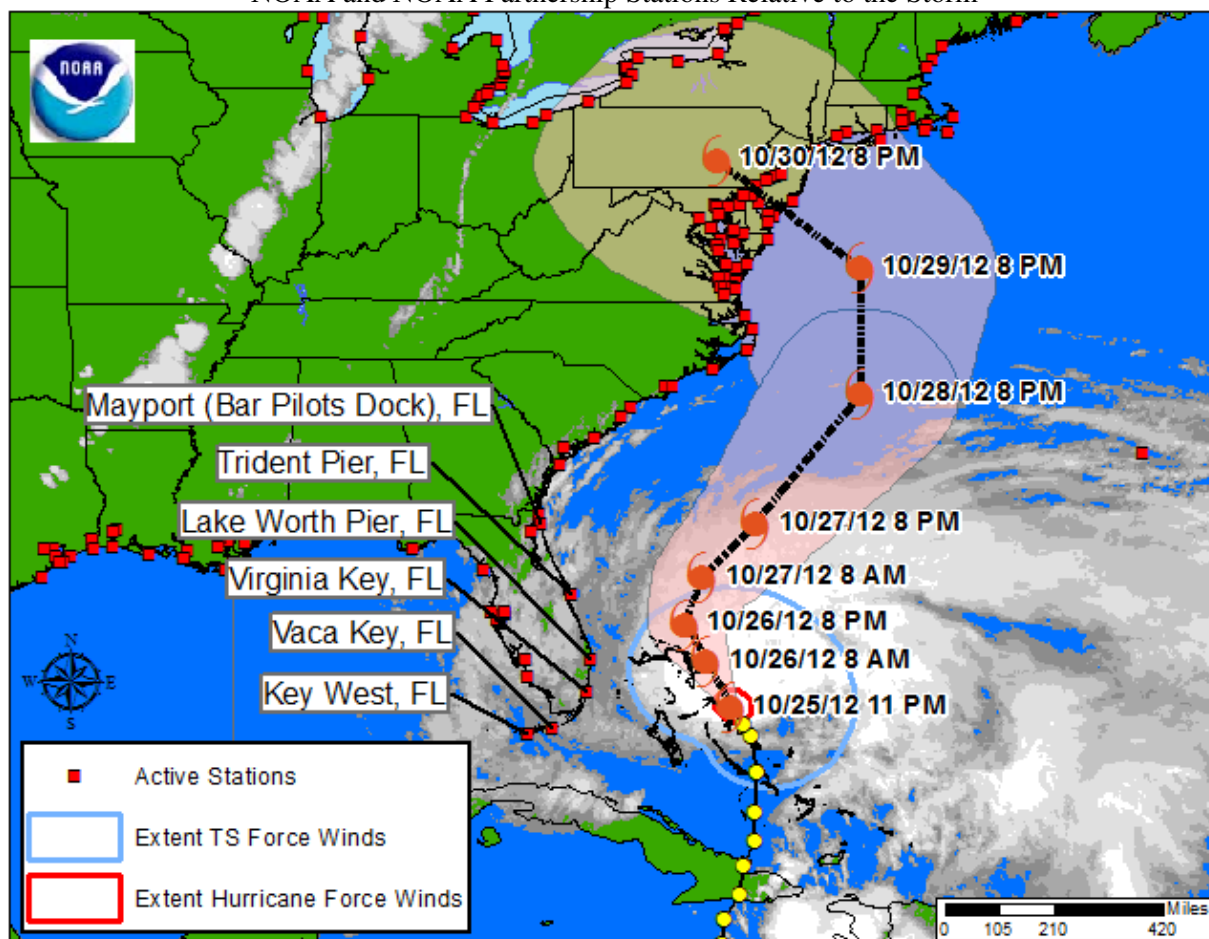 NOAA and NOAA Partnership Stations Relative to the Storm
NOAA
10/30/12 8 PM
10/29/12 8 PM
10/28/12 8 PM
Mayport (Bar Pilots Dock), FL
Trident Pier, FL
Lake Worth Pier, FL
10/27/12 8 PM
Virginia Key, FL
10/27/12 8 AM
Vaca Key, FL
10/26/12 8 PM
10/26/12 8 AM
Key West, FL
10/25/12 11 PM
N
W
E
S
Active Stations
Extent TS Force Winds
Extent Hurricane Force Winds
Miles
0 105 210 420